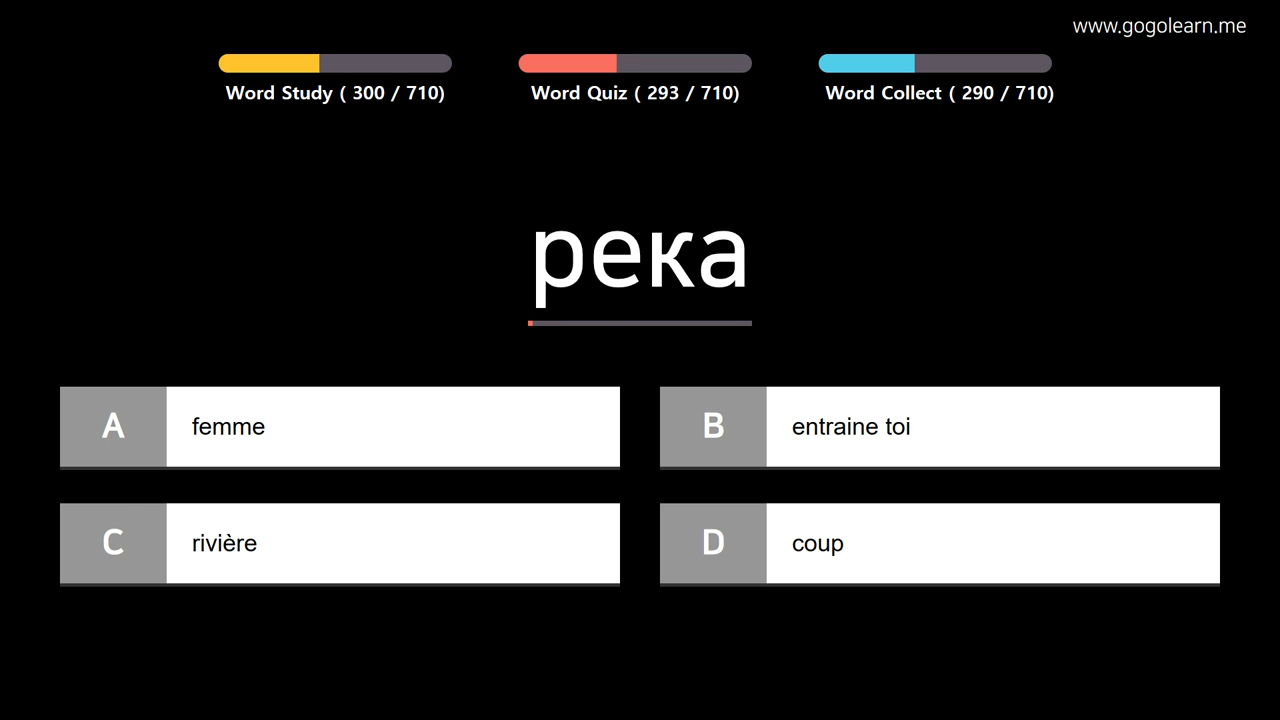 www.gogolearn.me
Word Study ( 300 / 710)
Word Quiz ( 293 / 710)
Word Collect ( 290 / 710)
река
A femme
B entraine toi
C rivière
D coup